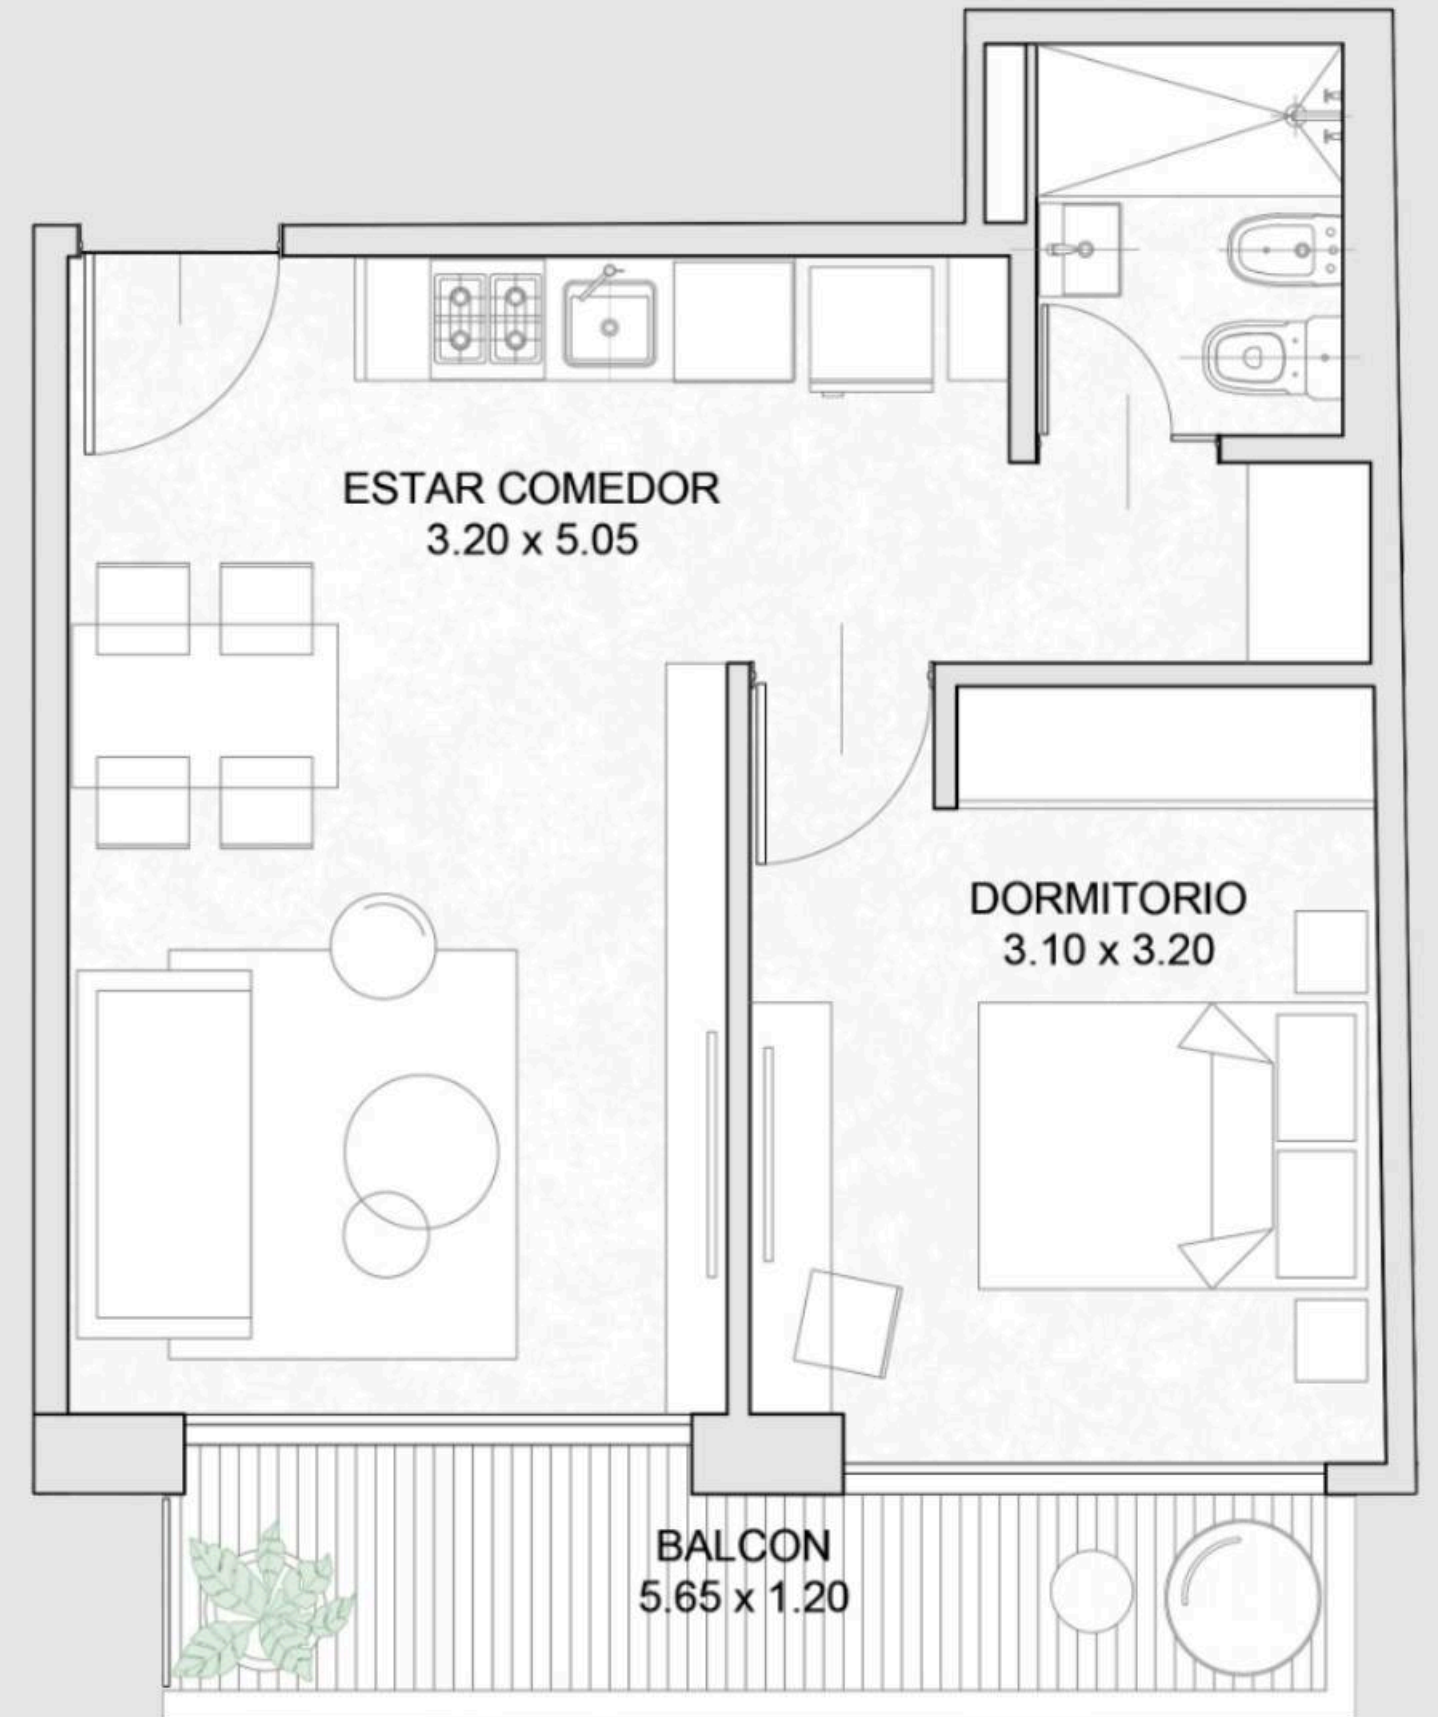 ESTAR COMEDOR
3.20 x 5.05
DORMITORIO
3.10 x 3.20
BALCON
5.65 x 1.20